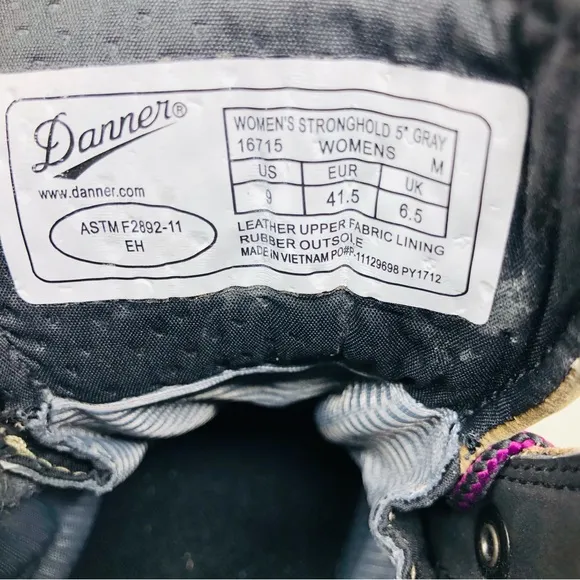 Danner®
www.danner.com
ASTM F2892-11
EH
WOMEN'S STRONGHOLD 5" GRAY
16715 WOMENS M
US EUR UK
9 41.5 6.5
LEATHER UPPER FABRIC LINING
RUBBER OUTSOLE
MADE IN VIETNAM PO#P-11129698 PY1712